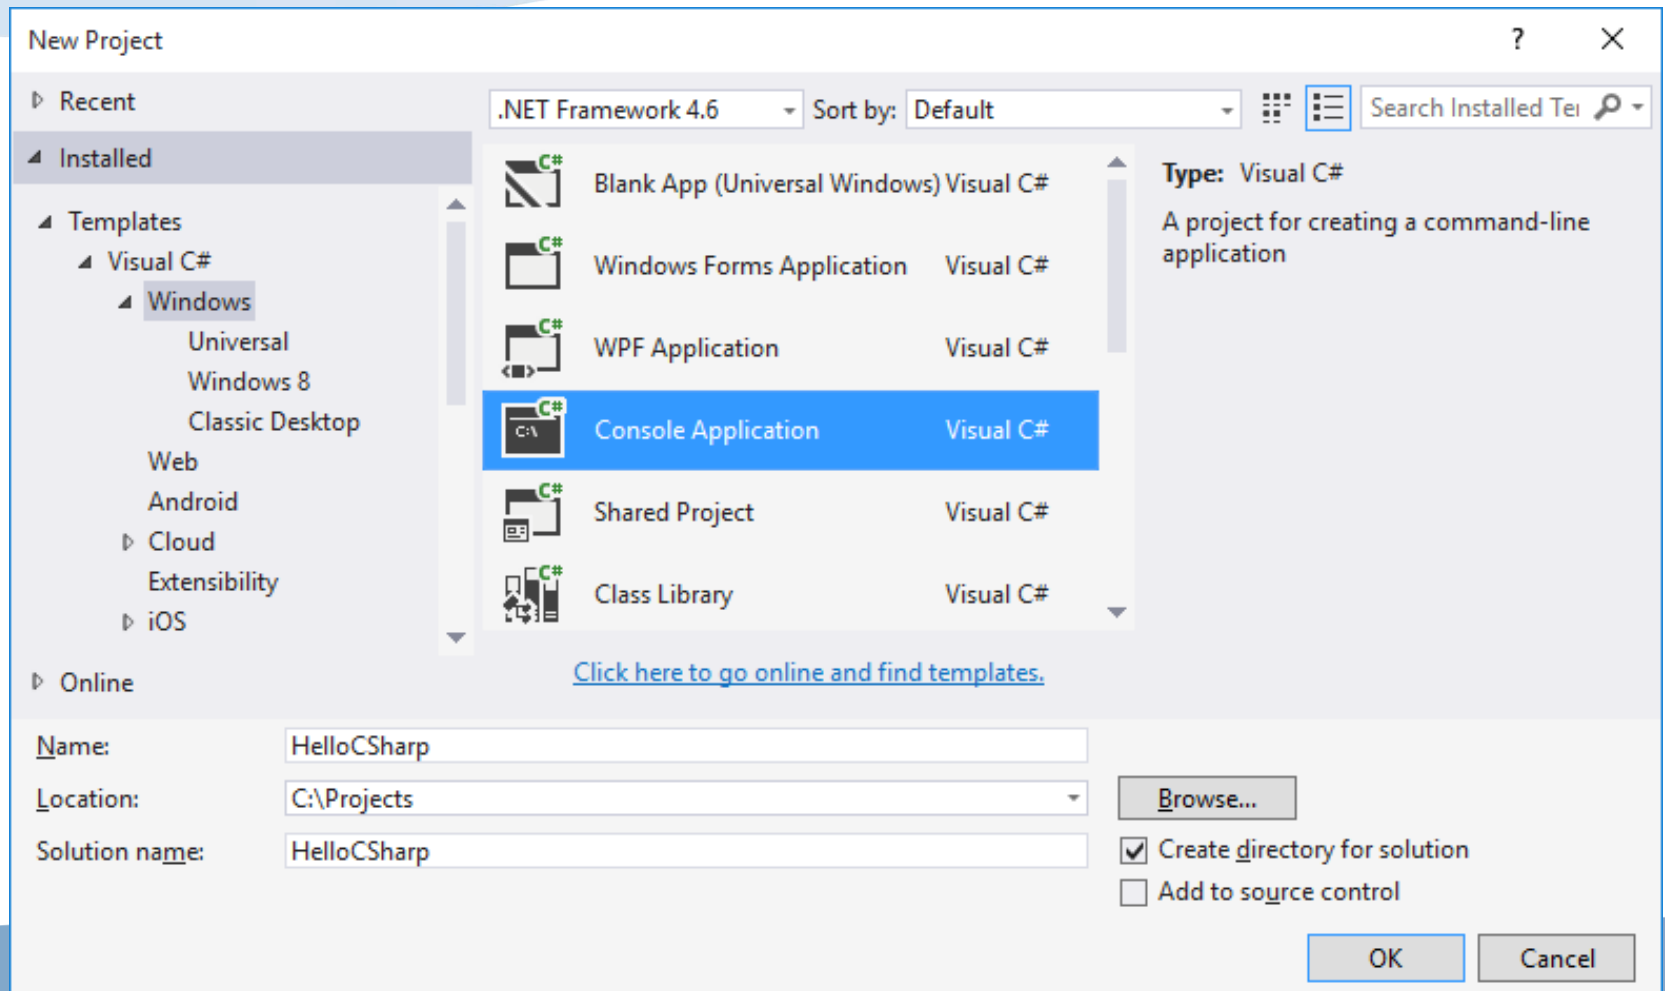 New Project
?
Recent
.NET Framework 4.6
Sort by:
Default
Search Installed Te
Installed
Templates
Visual C#
Windows
Universal
Windows 8
Classic Desktop
Web
Android
Cloud
Extensibility
iOS
Online
C# Blank App (Universal Windows) Visual C#
C# Windows Forms Application Visual C#
C# WPF Application Visual C#
C# C:\ Console Application Visual C#
C# Shared Project Visual C#
C# Class Library Visual C#
Click here to go online and find templates.
Type: Visual C#
A project for creating a command-line
application
Name: HelloCSharp
Location: C:\Projects
Browse...
Solution name: HelloCSharp
Create directory for solution
Add to source control
OK
Cancel